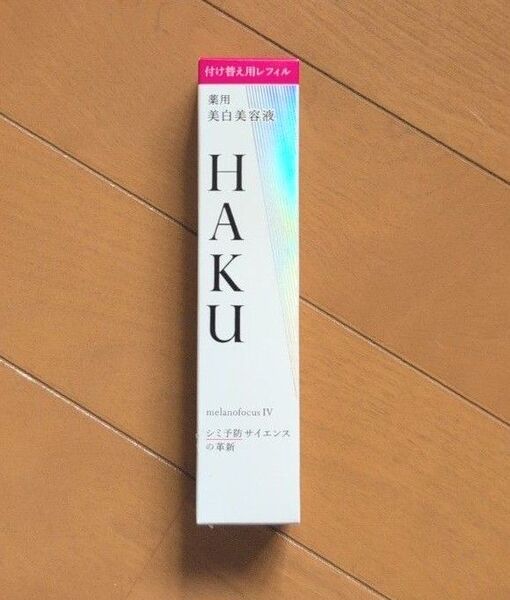 付け替え用レフィル
薬用
美白美容液
HAKU
melanofocus IV
シミ予防サイエンス
の革新